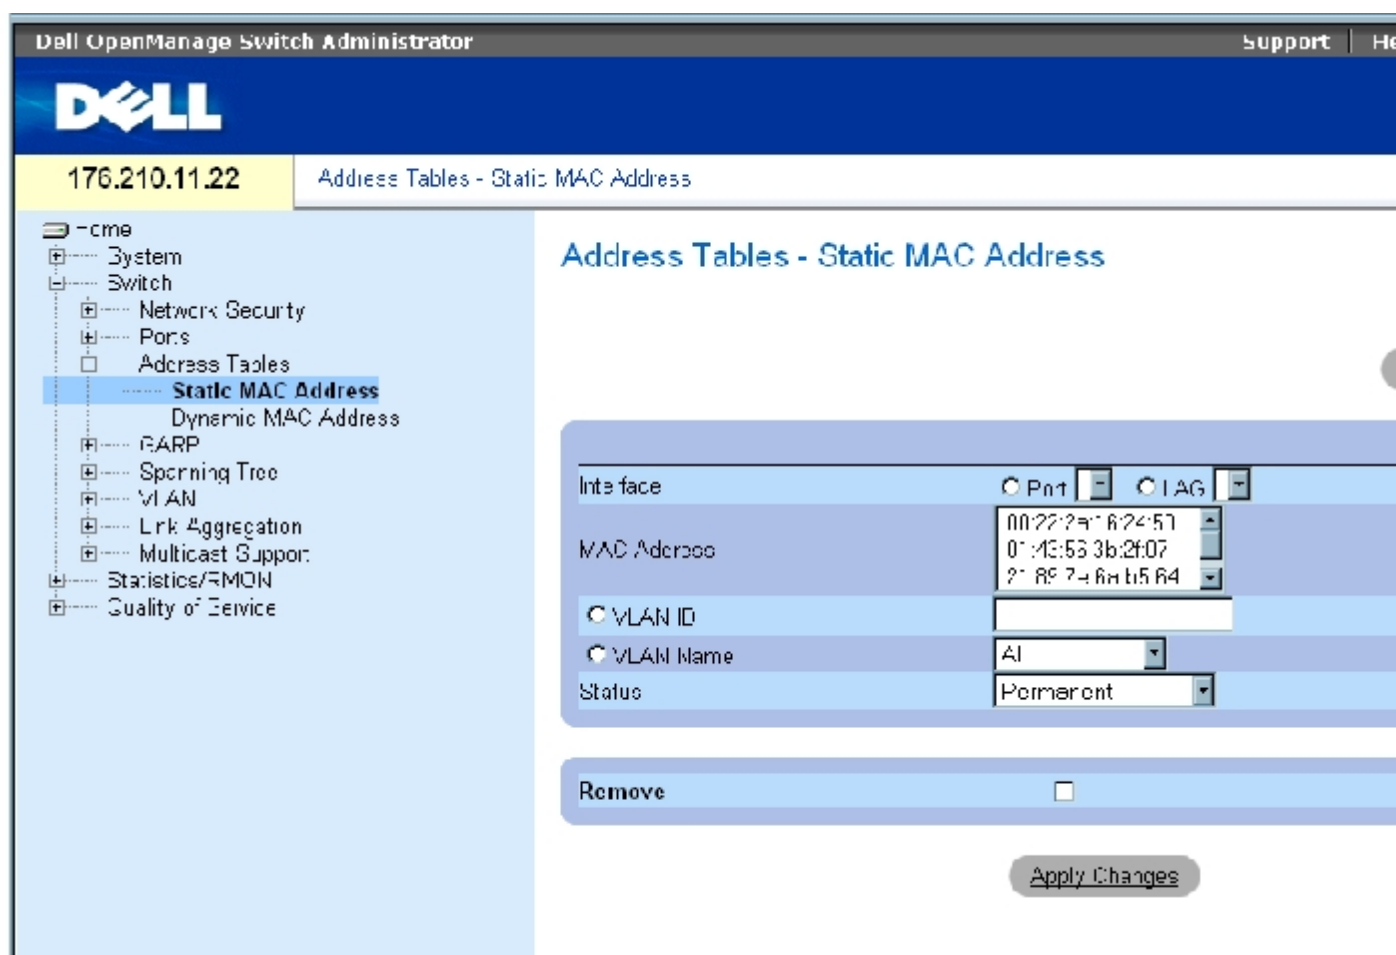 Dell OpenManage Switch Administrator
Support | He
DELL
176.210.11.22
Address Tables - Static MAC Address
Home
System
Switch
Network Security
Ports
Address Tables
Static MAC Address
Dynamic MAC Address
GARP
Spanning Tree
VLAN
Link Aggregation
Multicast Support
Statistics/RMON
Quality of Service
Address Tables - Static MAC Address
Interface
Port
LAG
MAC Address
VLAN ID
VLAN Name
All
Status
Permanent
Remove
Apply Changes